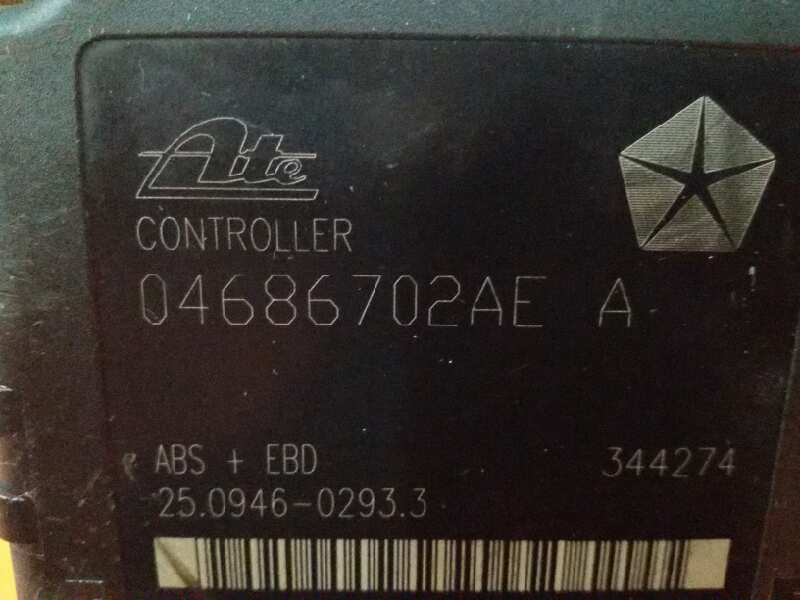 Ate
CONTROLLER
04686702AE A
ABS + EBD 344274
25.0946-0293.3